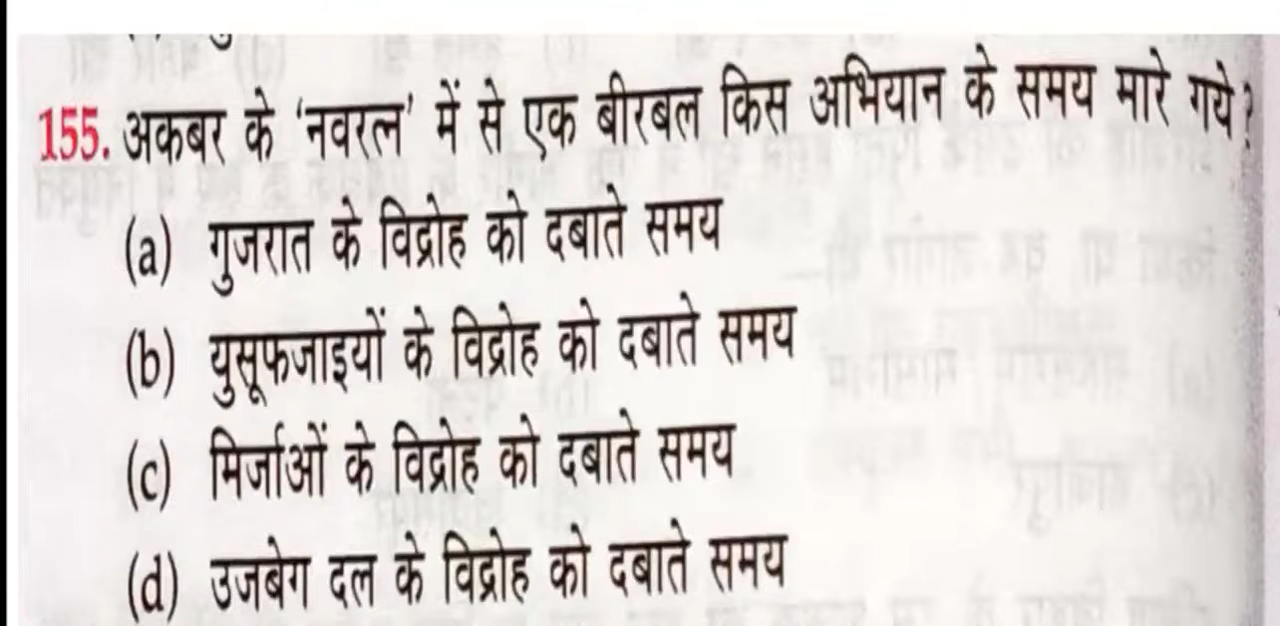 155. अकबर के ‘नवरत्न’ में से एक बीरबल किस अभियान के समय मारे गये?
(a) गुजरात के विद्रोह को दबाते समय
(b) युसूफजाइयों के विद्रोह को दबाते समय
(c) मिर्जाओं के विद्रोह को दबाते समय
(d) उजबेग दल के विद्रोह को दबाते समय